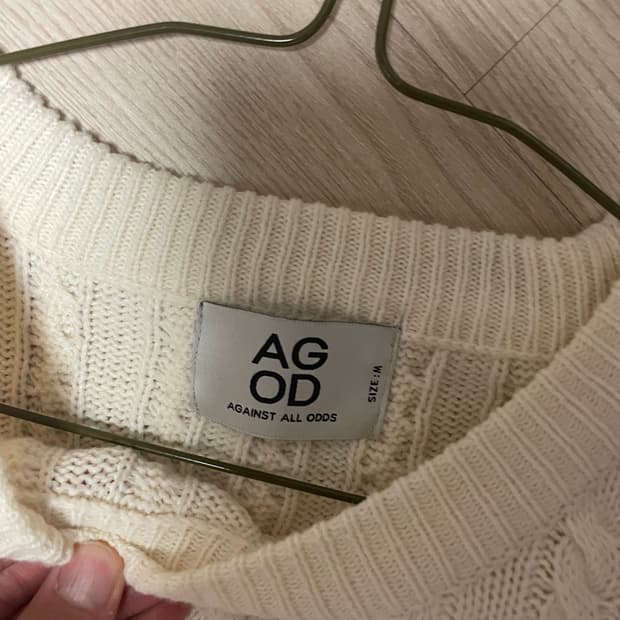 AG
OD
AGAINST ALL ODDS
SIZE : M